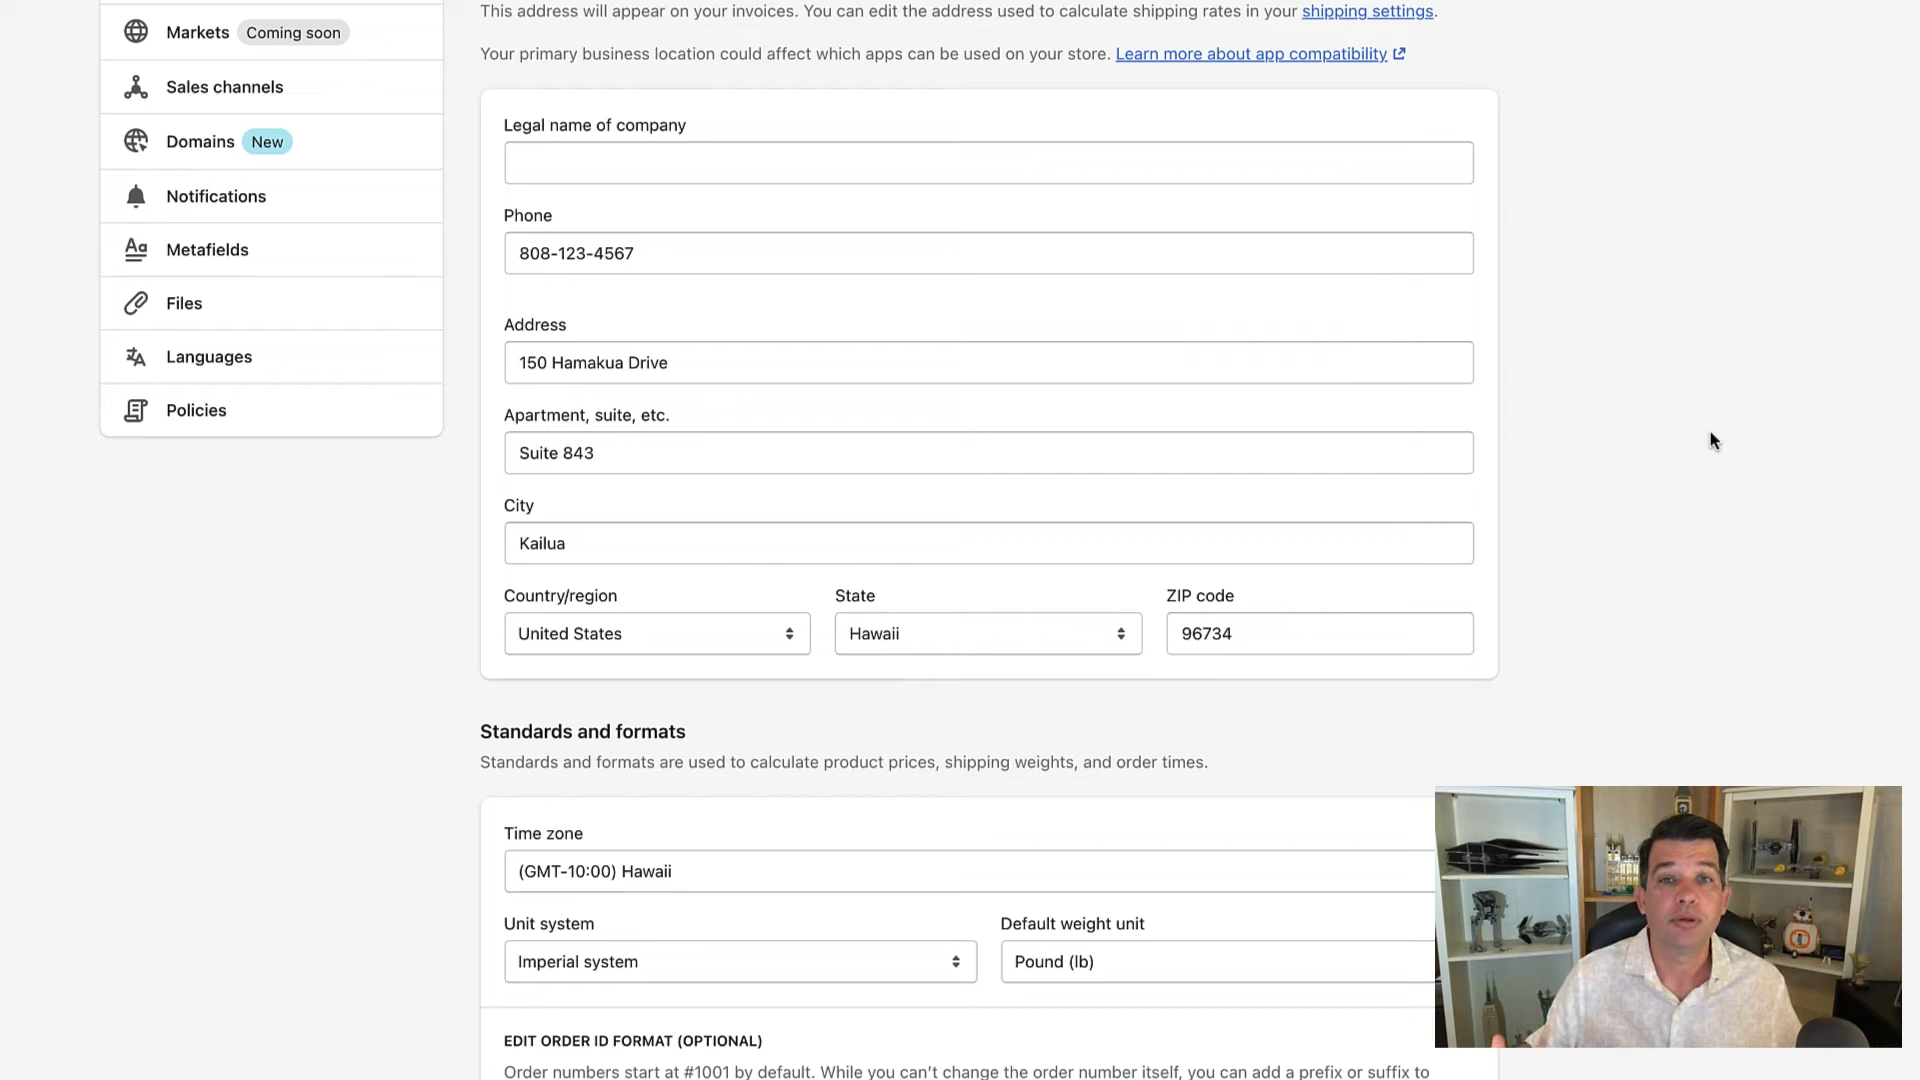 Markets Coming soon
Sales channels
Domains New
Notifications
Metafields
Files
Languages
Policies
This address will appear on your invoices. You can edit the address used to calculate shipping rates in your shipping settings.
Your primary business location could affect which apps can be used on your store. Learn more about app compatibility
Legal name of company
Phone
808-123-4567
Address
150 Hamakua Drive
Apartment, suite, etc.
Suite 843
City
Kailua
Country/region State ZIP code
United States Hawaii 96734
Standards and formats
Standards and formats are used to calculate product prices, shipping weights, and order times.
Time zone
(GMT-10:00) Hawaii
Unit system Default weight unit
Imperial system Pound (lb)
EDIT ORDER ID FORMAT (OPTIONAL)
Order numbers start at #1001 by default. While you can’t change the order number itself, you can add a prefix or suffix to